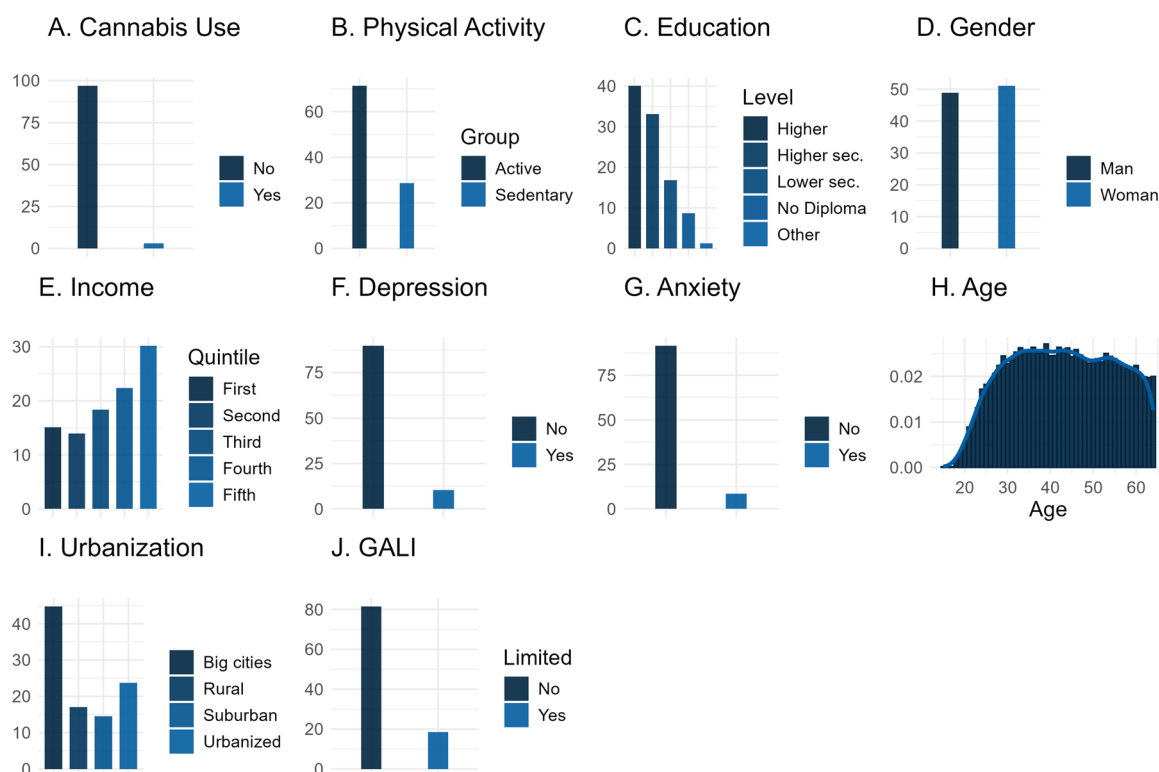 A. Cannabis Use
100
75
50
25
0
No
Yes
B. Physical Activity
60
40
20
0
Group
Active
Sedentary
C. Education
40
30
20
10
0
Level
Higher
Higher sec.
Lower sec.
No Diploma
Other
D. Gender
50
40
30
20
10
0
Man
Woman
E. Income
30
20
10
0
Quintile
First
Second
Third
Fourth
Fifth
F. Depression
75
50
25
0
No
Yes
G. Anxiety
75
50
25
0
No
Yes
H. Age
0.02
0.01
0.00
20 30 40 50 60
Age
I. Urbanization
40
30
20
10
0
Big cities
Rural
Suburban
Urbanized
J. GALI
80
60
40
20
0
Limited
No
Yes